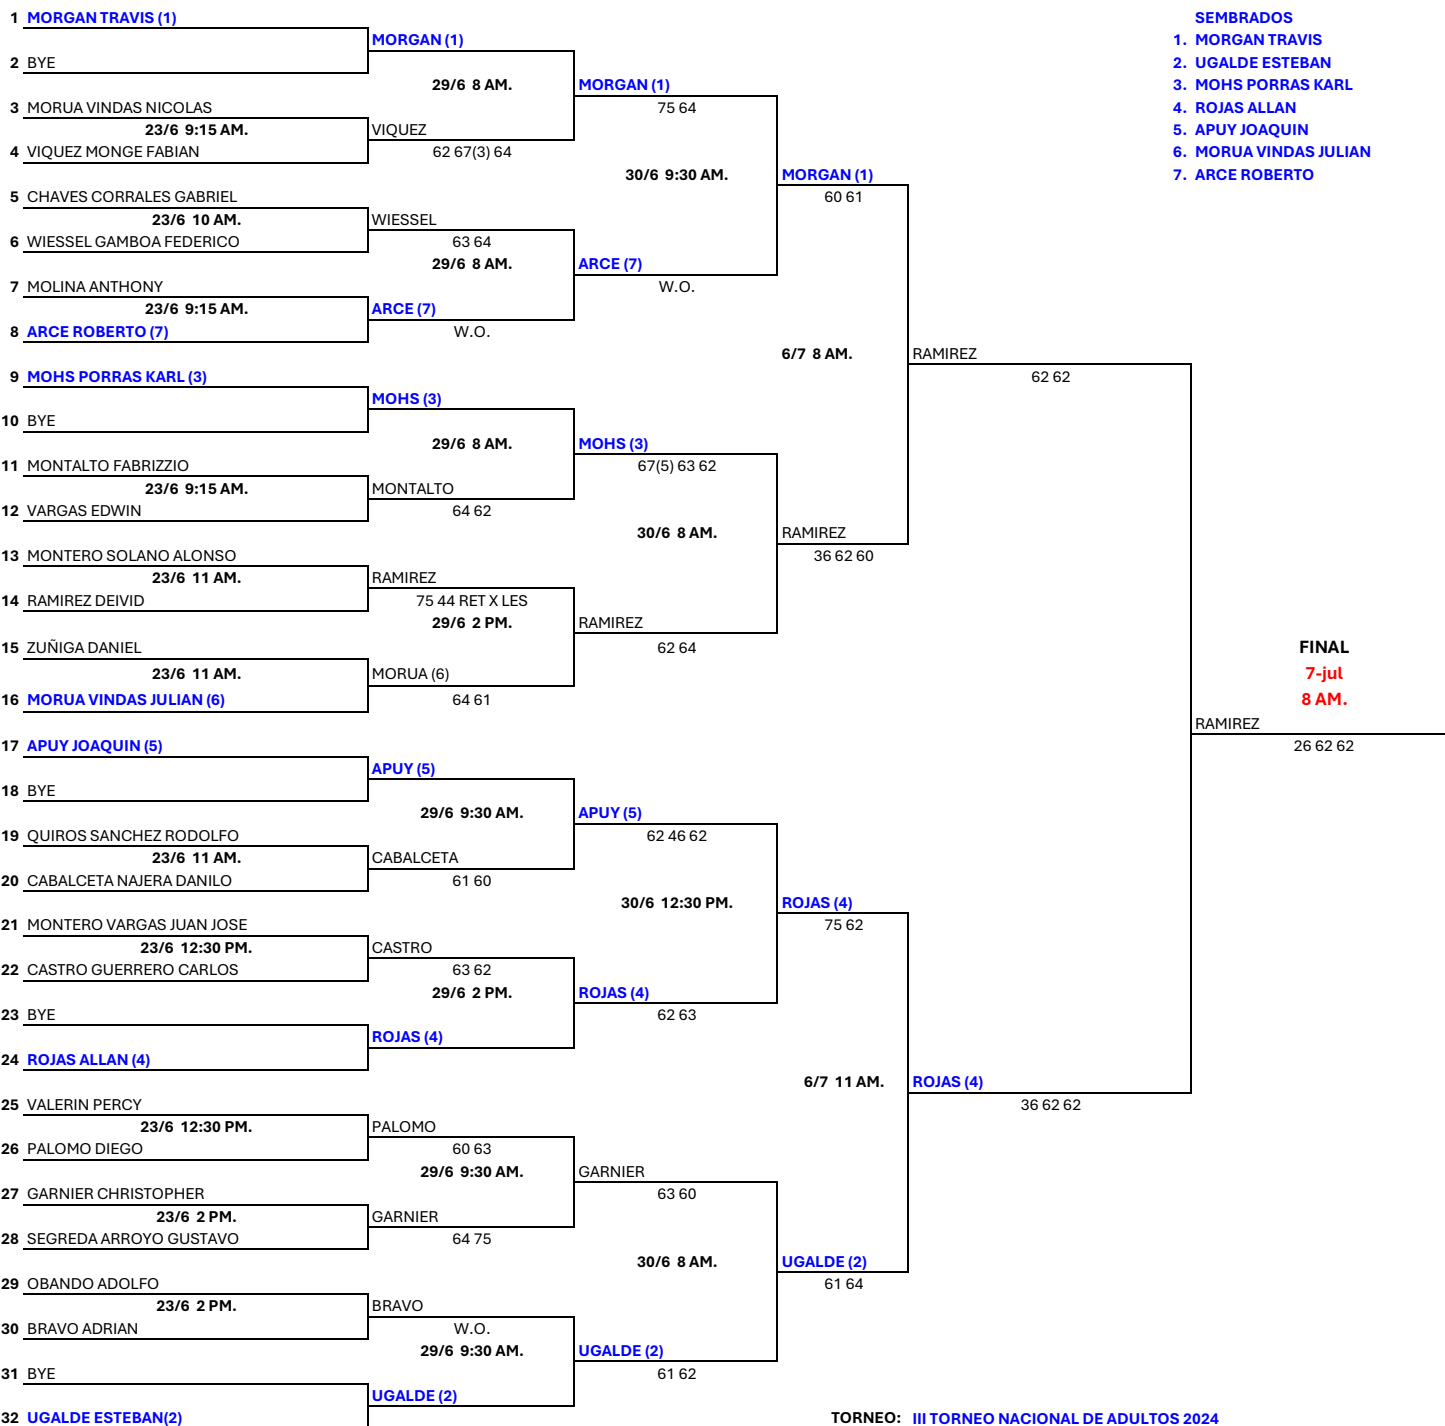 1 MORGAN TRAVIS (1)
SEMBRADOS
MORGAN (1)
1. MORGAN TRAVIS
2 BYE
2. UGALDE ESTEBAN
29/6 8 AM.
MORGAN (1)
3. MOHS PORRAS KARL
3 MORUA VINDAS NICOLAS
75 64
4. ROJAS ALLAN
23/6 9:15 AM.
VIQUEZ
5. APUY JOAQUIN
4 VIQUEZ MONGE FABIAN
62 67(3) 64
6. MORUA VINDAS JULIAN
30/6 9:30 AM.
MORGAN (1)
7. ARCE ROBERTO
5 CHAVES CORRALES GABRIEL
60 61
23/6 10 AM.
WIESSEL
6 WIESSEL GAMBOA FEDERICO
63 64
29/6 8 AM.
ARCE (7)
7 MOLINA ANTHONY
W.O.
23/6 9:15 AM.
ARCE (7)
8 ARCE ROBERTO (7)
W.O.
6/7 8 AM.
RAMIREZ
9 MOHS PORRAS KARL (3)
62 62
MOHS (3)
10 BYE
29/6 8 AM.
MOHS (3)
11 MONTALTO FABRIZZIO
67(5) 63 62
23/6 9:15 AM.
MONTALTO
12 VARGAS EDWIN
64 62
30/6 8 AM.
RAMIREZ
13 MONTERO SOLANO ALONSO
36 62 60
23/6 11 AM.
RAMIREZ
14 RAMIREZ DEIVID
75 44 RET X LES
29/6 2 PM.
RAMIREZ
15 ZUÑIGA DANIEL
62 64
FINAL
23/6 11 AM.
MORUA (6)
7-jul
16 MORUA VINDAS JULIAN (6)
64 61
8 AM.
RAMIREZ
17 APUY JOAQUIN (5)
26 62 62
APUY (5)
18 BYE
29/6 9:30 AM.
APUY (5)
19 QUIROS SANCHEZ RODOLFO
62 46 62
23/6 11 AM.
CABALCETA
20 CABALCETA NAJERA DANILO
61 60
30/6 12:30 PM.
ROJAS (4)
21 MONTERO VARGAS JUAN JOSE
75 62
23/6 12:30 PM.
CASTRO
22 CASTRO GUERRERO CARLOS
63 62
29/6 2 PM.
ROJAS (4)
23 BYE
62 63
ROJAS (4)
24 ROJAS ALLAN (4)
6/7 11 AM.
ROJAS (4)
25 VALERIN PERCY
36 62 62
23/6 12:30 PM.
PALOMO
26 PALOMO DIEGO
60 63
29/6 9:30 AM.
GARNIER
27 GARNIER CHRISTOPHER
63 60
23/6 2 PM.
GARNIER
28 SEGREDA ARROYO GUSTAVO
64 75
30/6 8 AM.
UGALDE (2)
29 OBANDO ADOLFO
61 64
23/6 2 PM.
BRAVO
30 BRAVO ADRIAN
W.O.
29/6 9:30 AM.
UGALDE (2)
31 BYE
61 62
UGALDE (2)
32 UGALDE ESTEBAN(2)
TORNEO: III TORNEO NACIONAL DE ADULTOS 2024